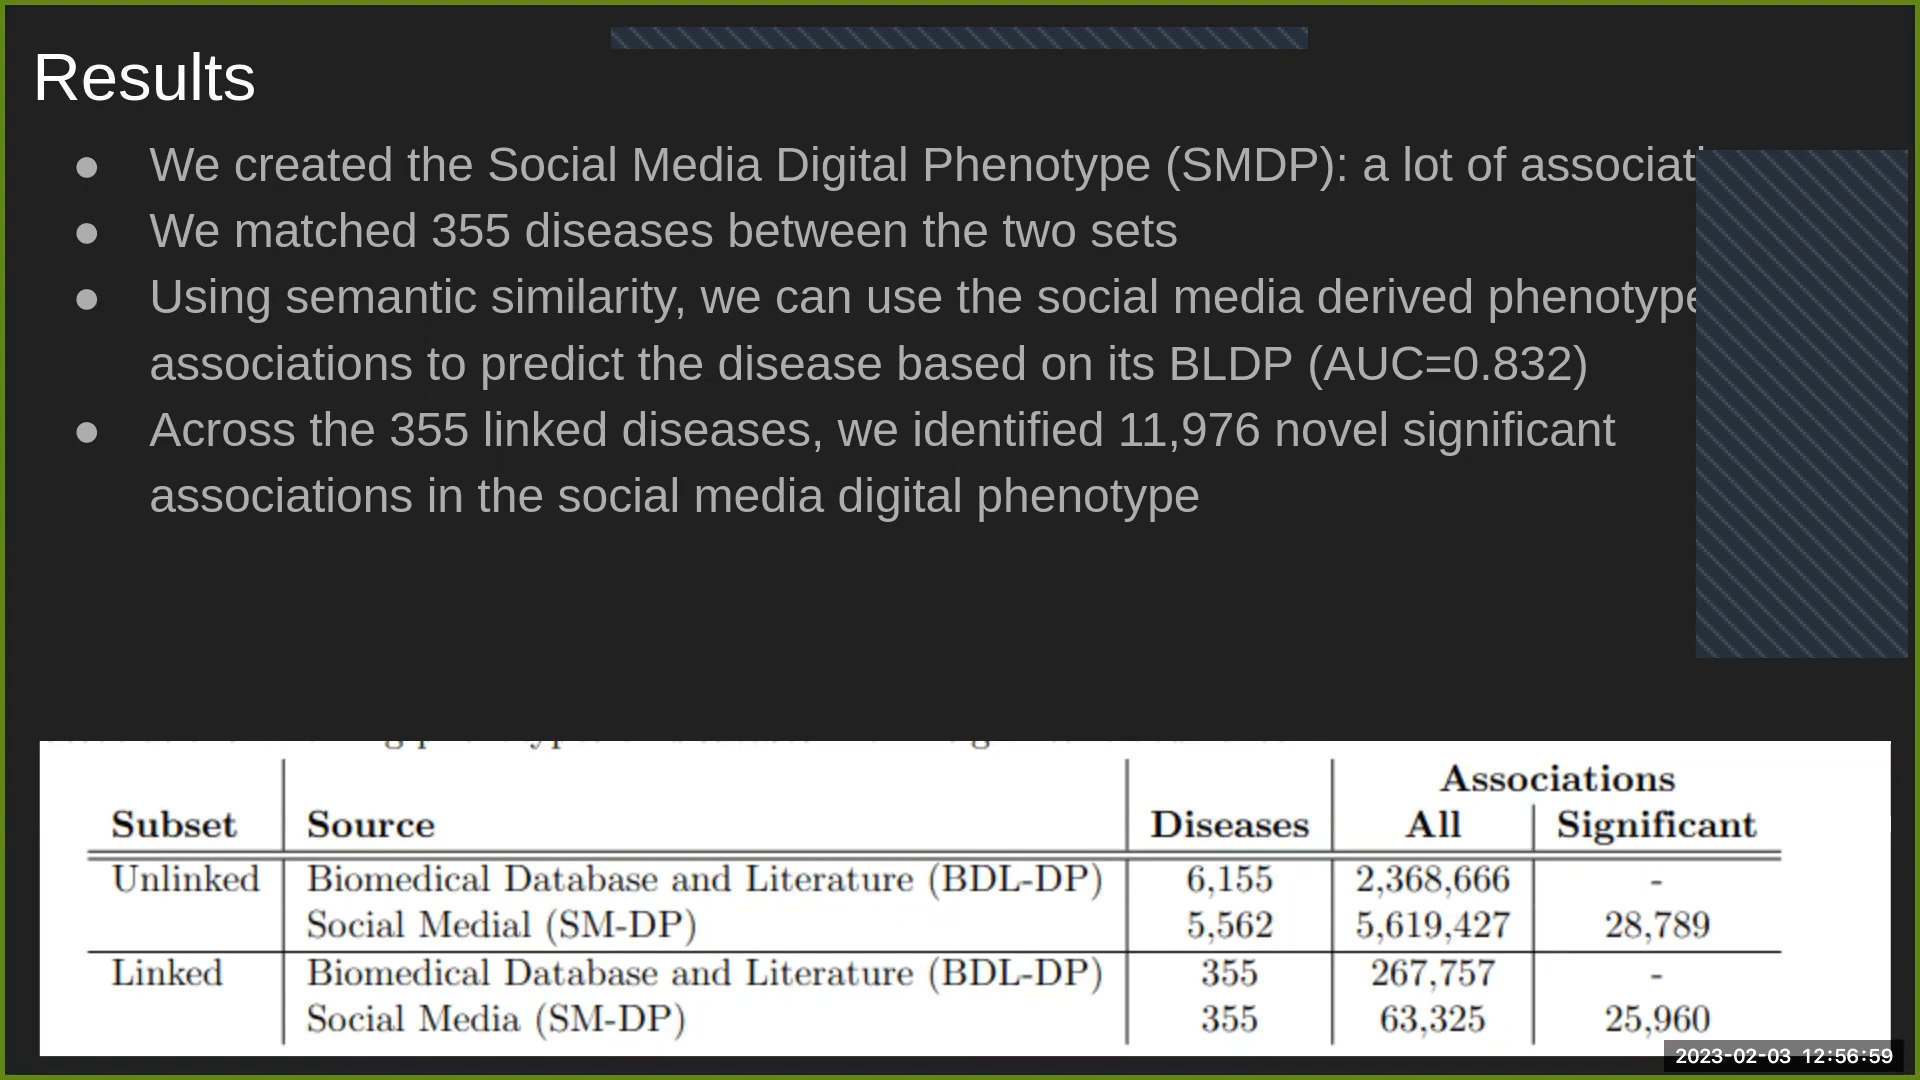 Results
● We created the Social Media Digital Phenotype (SMDP): a lot of
● We matched 355 diseases between the two sets
● Using semantic similarity, we can use the social media derived phenotype
associations to predict the disease based on its BLDP (AUC=0.832)
● Across the 355 linked diseases, we identified 11,976 novel significant
associations in the social media digital phenotype
Associations
Subset Source Diseases All Significant
Unlinked Biomedical Database and Literature (BDL-DP) 6,155 2,368,666 -
Social Medial (SM-DP) 5,562 5,619,427 28,789
Linked Biomedical Database and Literature (BDL-DP) 355 267,757 -
Social Media (SM-DP) 355 63,325 25,960
2023-02-03 12:56:59